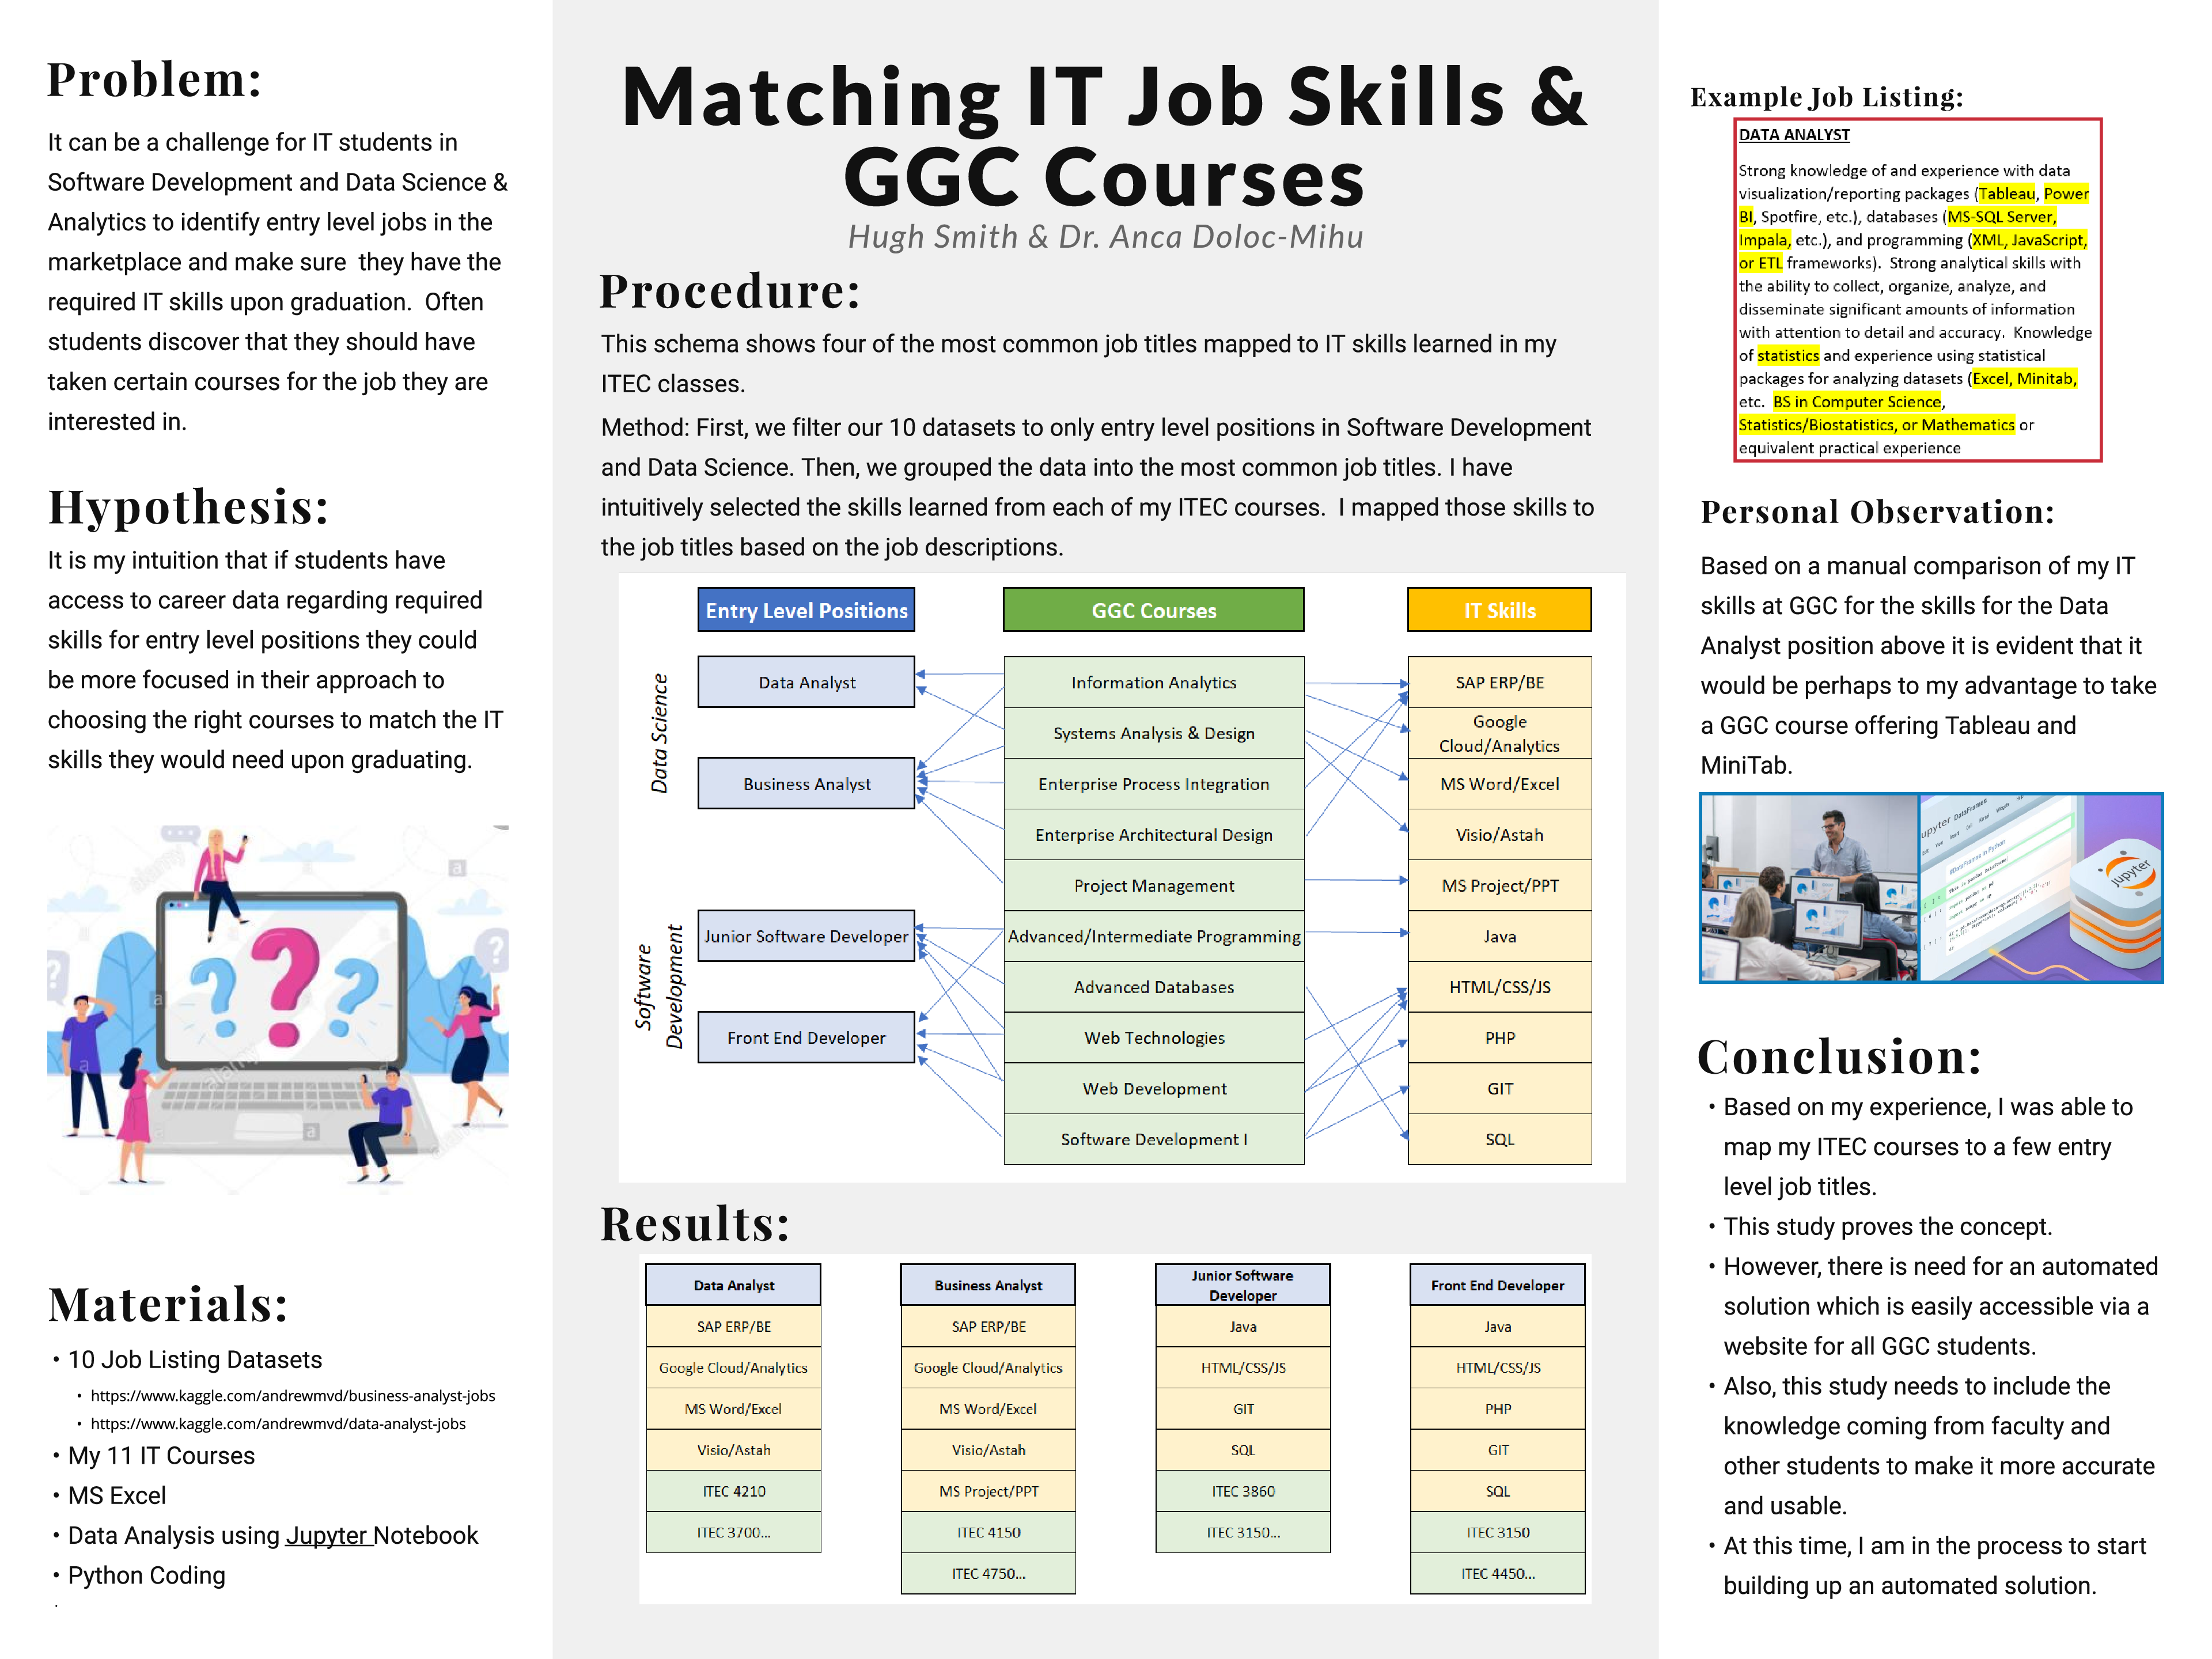 Problem:
It can be a challenge for IT students in
Software Development and Data Science &
Analytics to identify entry level jobs in the
marketplace and make sure  they have the
required IT skills upon graduation.  Often
students discover that they should have
taken certain courses for the job they are
interested in.
Hypothesis:
It is my intuition that if students have
access to career data regarding required
skills for entry level positions they could
be more focused in their approach to
choosing the right courses to match the IT
skills they would need upon graduating.
alamy
a
a
a
a
a
alamy
a
a
Materials:
• 10 Job Listing Datasets
• https://www.kaggle.com/andrewmvd/business-analyst-jobs
• https://www.kaggle.com/andrewmvd/data-analyst-jobs
• My 11 IT Courses
• MS Excel
• Data Analysis using Jupyter Notebook
• Python Coding
Matching IT Job Skills &
GGC Courses
Hugh Smith & Dr. Anca Doloc-Mihu
Procedure:
This schema shows four of the most common job titles mapped to IT skills learned in my
ITEC classes.
Method: First, we filter our 10 datasets to only entry level positions in Software Development
and Data Science. Then, we grouped the data into the most common job titles. I have
intuitively selected the skills learned from each of my ITEC courses.  I mapped those skills to
the job titles based on the job descriptions.
Entry Level Positions
Data Science
Data Analyst
Business Analyst
Software
Development
Junior Software Developer
Front End Developer
GGC Courses
Information Analytics
Systems Analysis & Design
Enterprise Process Integration
Enterprise Architectural Design
Project Management
Advanced/Intermediate Programming
Advanced Databases
Web Technologies
Web Development
Software Development I
IT Skills
SAP ERP/BE
Google
Cloud/Analytics
MS Word/Excel
Visio/Astah
MS Project/PPT
Java
HTML/CSS/JS
PHP
GIT
SQL
Results:
Data Analyst
SAP ERP/BE
Google Cloud/Analytics
MS Word/Excel
Visio/Astah
ITEC 4210
ITEC 3700...
Business Analyst
SAP ERP/BE
Google Cloud/Analytics
MS Word/Excel
Visio/Astah
MS Project/PPT
ITEC 4150
ITEC 4750...
Junior Software
Developer
Java
HTML/CSS/JS
GIT
SQL
ITEC 3860
ITEC 3150...
Front End Developer
Java
HTML/CSS/JS
PHP
GIT
SQL
ITEC 3150
ITEC 4450...
Example Job Listing:
DATA ANALYST
Strong knowledge of and experience with data
visualization/reporting packages (Tableau, Power
BI, Spotfire, etc.), databases (MS-SQL Server,
Impala, etc.), and programming (XML, JavaScript,
or ETL frameworks).  Strong analytical skills with
the ability to collect, organize, analyze, and
disseminate significant amounts of information
with attention to detail and accuracy.  Knowledge
of statistics and experience using statistical
packages for analyzing datasets (Excel, Minitab,
etc.  BS in Computer Science,
Statistics/Biostatistics, or Mathematics or
equivalent practical experience
Personal Observation:
Based on a manual comparison of my IT
skills at GGC for the skills for the Data
Analyst position above it is evident that it
would be perhaps to my advantage to take
a GGC course offering Tableau and
MiniTab.
upyter DataFrames
#DataFrames in Python
jupyter
Conclusion:
• Based on my experience, I was able to
map my ITEC courses to a few entry
level job titles.
• This study proves the concept.
• However, there is need for an automated
solution which is easily accessible via a
website for all GGC students.
• Also, this study needs to include the
knowledge coming from faculty and
other students to make it more accurate
and usable.
• At this time, I am in the process to start
building up an automated solution.